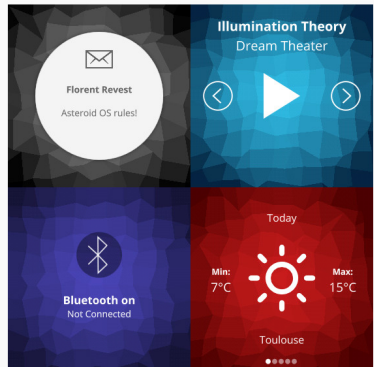 Florent Revest
Asteroid OS rules!
Illumination Theory
Dream Theater
Bluetooth on
Not Connected
Today
Min:
7°C
Max:
15°C
Toulouse